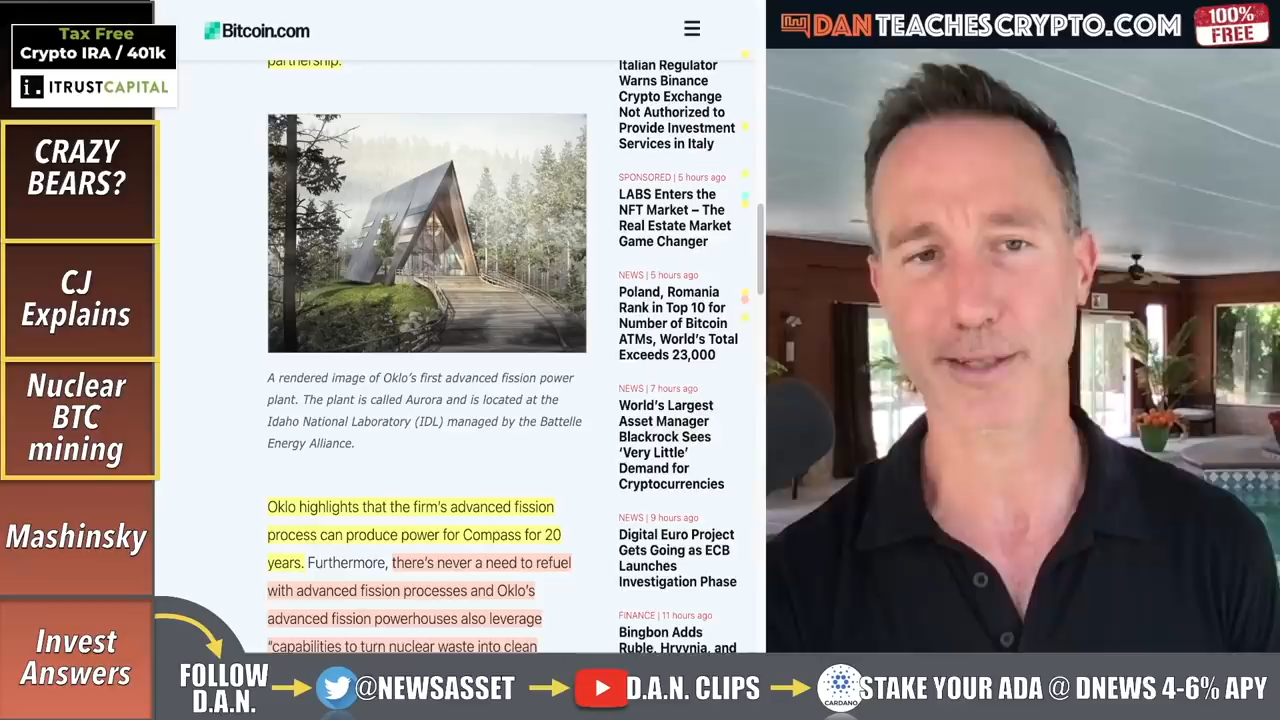 Tax Free
Crypto IRA / 401k
i.
ITRUSTCAPITAL
CRAZY
BEARS?
CJ
Explains
Nuclear
BTC
mining
Mashinsky
Invest
Answers
Bitcoin.com
partnership.
A rendered image of Oklo's first advanced fission power
plant. The plant is called Aurora and is located at the
Idaho National Laboratory (IDL) managed by the Battelle
Energy Alliance.
Oklo highlights that the firm's advanced fission
process can produce power for Compass for 20
years. Furthermore, there's never a need to refuel
with advanced fission processes and Oklo's
advanced fission powerhouses also leverage
“capabilities to turn nuclear waste into clean
Italian Regulator
Warns Binance
Crypto Exchange
Not Authorized to
Provide Investment
Services in Italy
SPONSORED | 5 hours ago
LABS Enters the
NFT Market – The
Real Estate Market
Game Changer
NEWS | 5 hours ago
Poland, Romania
Rank in Top 10 for
Number of Bitcoin
ATMs, World's Total
Exceeds 23,000
NEWS | 7 hours ago
World's Largest
Asset Manager
Blackrock Sees
‘Very Little’
Demand for
Cryptocurrencies
NEWS | 9 hours ago
Digital Euro Project
Gets Going as ECB
Launches
Investigation Phase
FINANCE | 11 hours ago
Bingbon Adds
Ruble, Hryvnia, and
DANTEACHESCRYPTO.COM
100%
FREE
FOLLOW
D.A.N.
@NEWSASSET
D.A.N. CLIPS
CARDANO
STAKE YOUR ADA @ DNEWS 4-6% APY